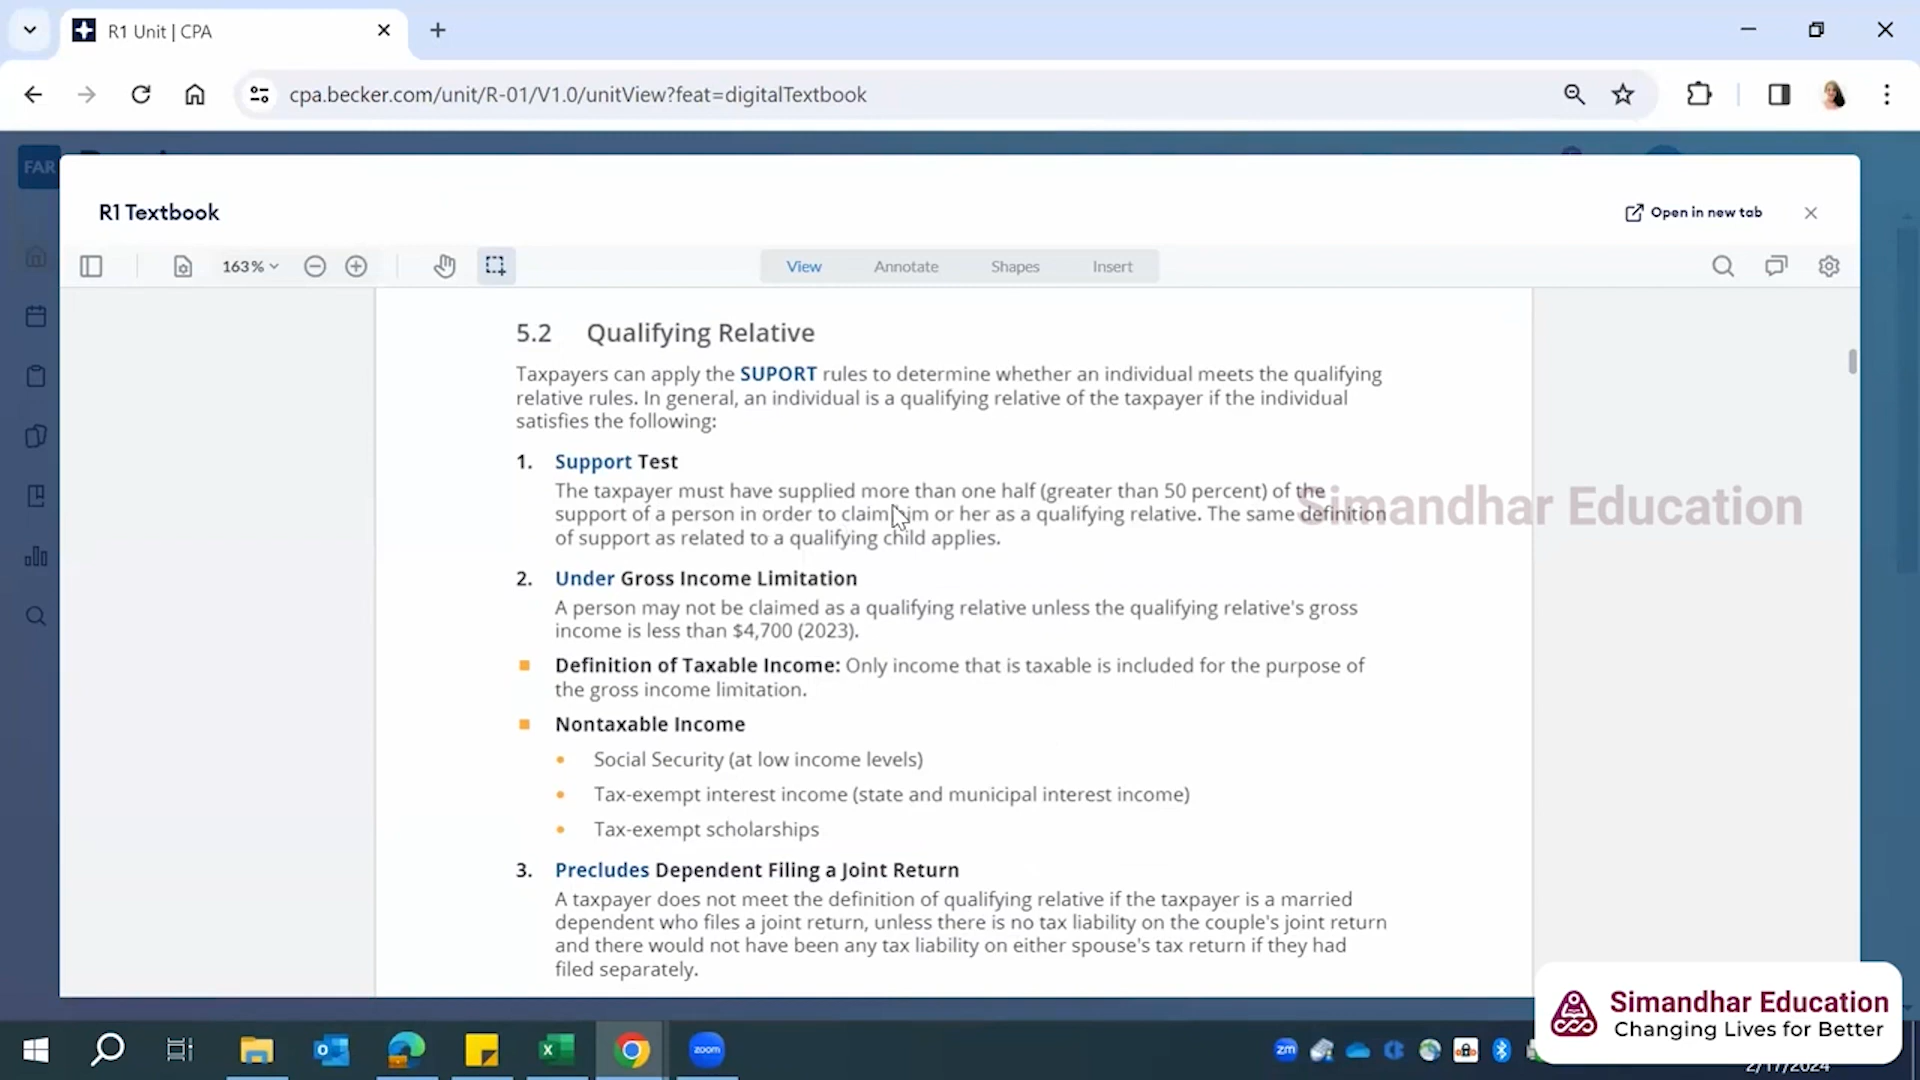 R1 Unit | CPA
cpa.becker.com/unit/R-01/V1.0/unitView?feat=digitalTextbook
FAR
R1 Textbook
Open in new tab
163%
View
Annotate
Shapes
Insert
5.2 Qualifying Relative
Taxpayers can apply the SUPORT rules to determine whether an individual meets the qualifying
relative rules. In general, an individual is a qualifying relative of the taxpayer if the individual
satisfies the following:
1. Support Test
The taxpayer must have supplied more than one half (greater than 50 percent) of the
support of a person in order to claim him or her as a qualifying relative. The same definition
of support as related to a qualifying child applies.
Simandhar Education
2. Under Gross Income Limitation
A person may not be claimed as a qualifying relative unless the qualifying relative's gross
income is less than $4,700 (2023).
Definition of Taxable Income: Only income that is taxable is included for the purpose of
the gross income limitation.
Nontaxable Income
Social Security (at low income levels)
Tax-exempt interest income (state and municipal interest income)
Tax-exempt scholarships
3. Precludes Dependent Filing a Joint Return
A taxpayer does not meet the definition of qualifying relative if the taxpayer is a married
dependent who files a joint return, unless there is no tax liability on the couple's joint return
and there would not have been any tax liability on either spouse's tax return if they had
filed separately.
Simandhar Education
Changing Lives for Better
zoom
zm
2/17/2024